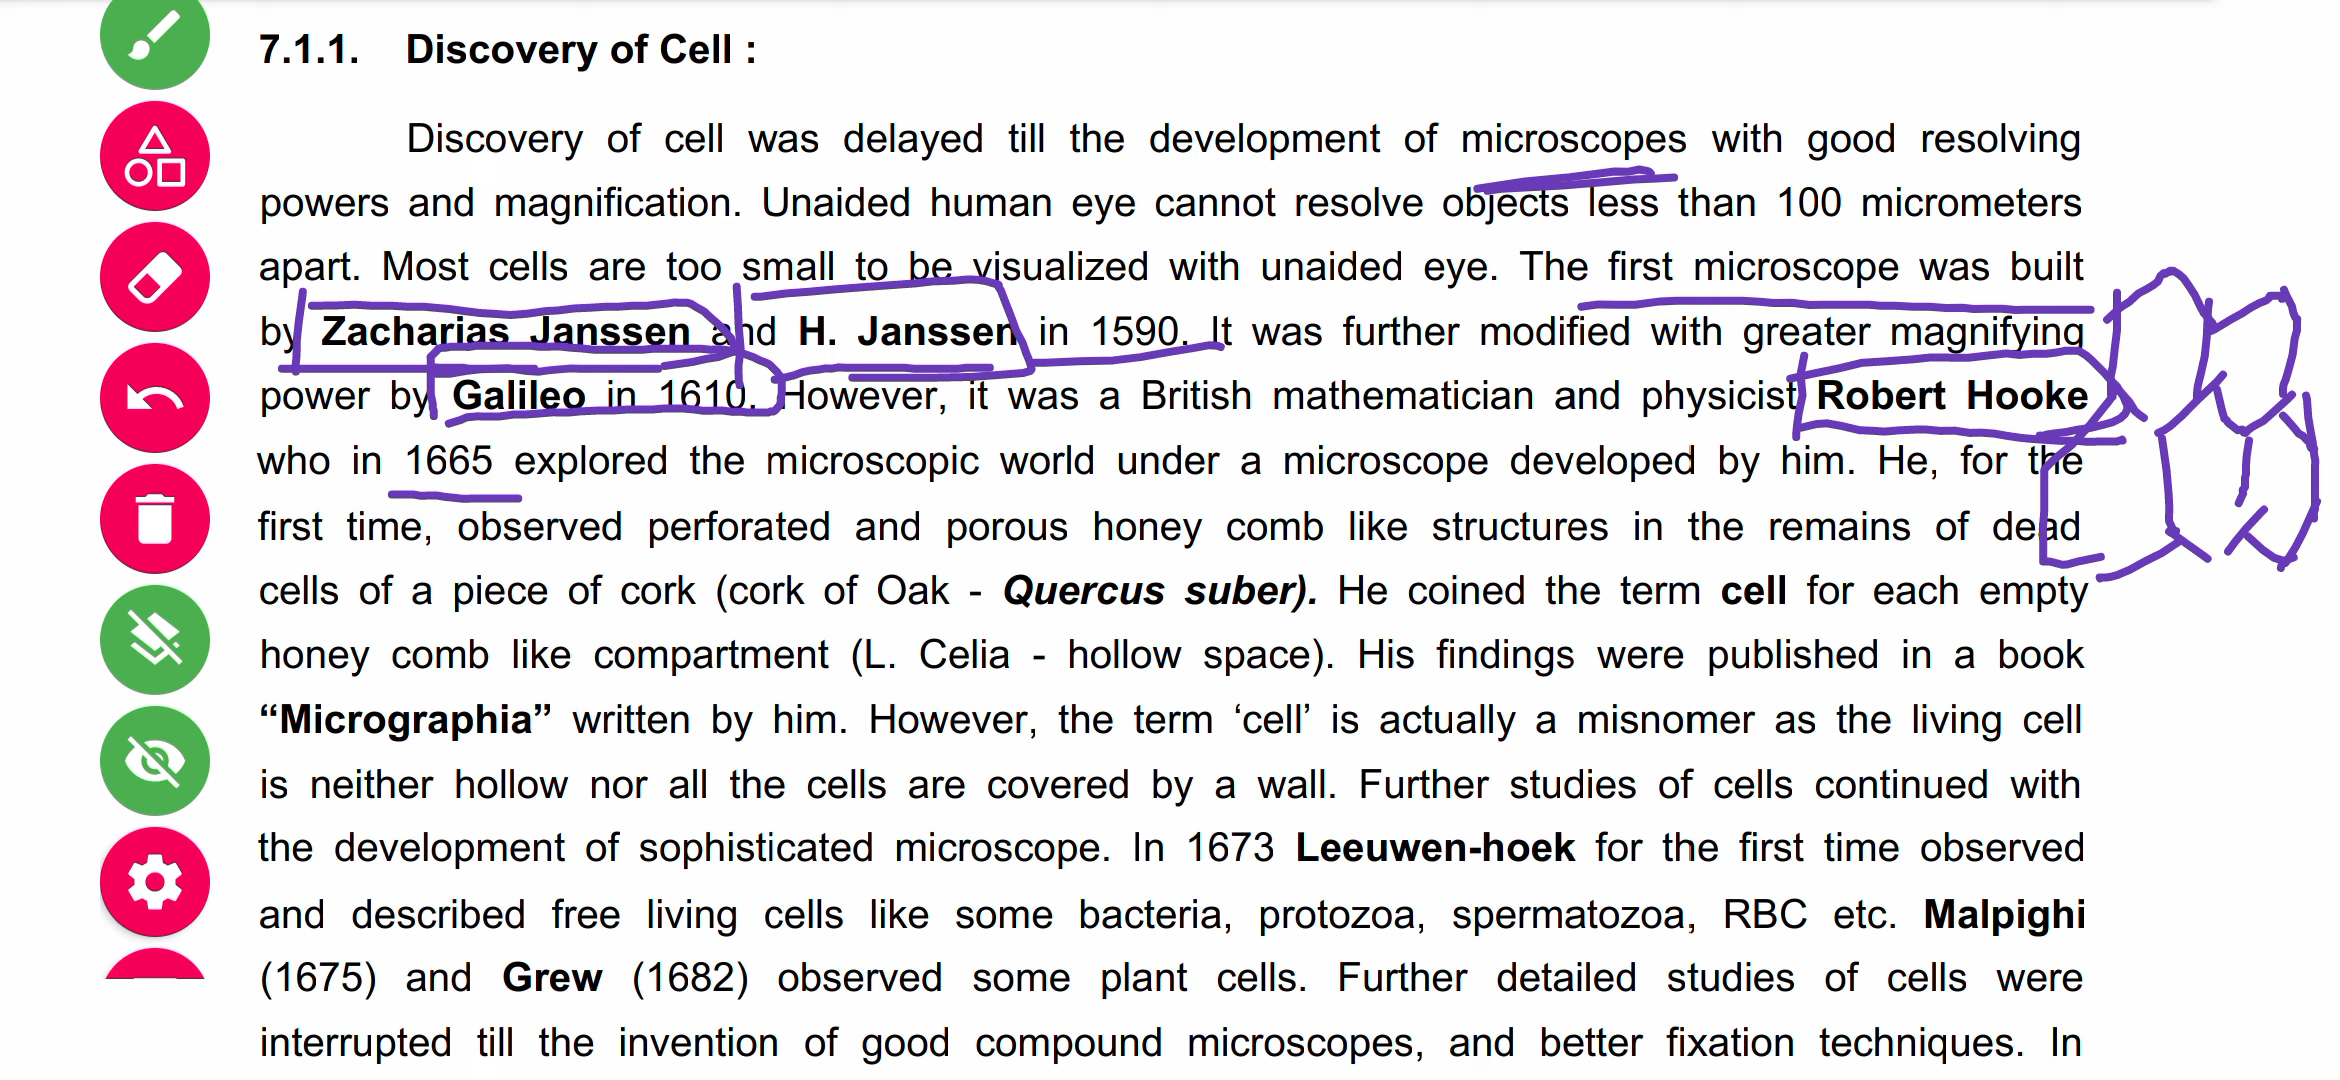 7.1.1. Discovery of Cell :
Discovery of cell was delayed till the development of microscopes with good resolving
powers and magnification. Unaided human eye cannot resolve objects less than 100 micrometers
apart. Most cells are too small to be visualized with unaided eye. The first microscope was built
by Zacharias Janssen and H. Janssen in 1590. It was further modified with greater magnifying
power by Galileo in 1610. However, it was a British mathematician and physicist Robert Hooke
who in 1665 explored the microscopic world under a microscope developed by him. He, for the
first time, observed perforated and porous honey comb like structures in the remains of dead
cells of a piece of cork (cork of Oak - Quercus suber). He coined the term cell for each empty
honey comb like compartment (L. Celia - hollow space). His findings were published in a book
“Micrographia” written by him. However, the term ‘cell’ is actually a misnomer as the living cell
is neither hollow nor all the cells are covered by a wall. Further studies of cells continued with
the development of sophisticated microscope. In 1673 Leeuwen-hoek for the first time observed
and described free living cells like some bacteria, protozoa, spermatozoa, RBC etc. Malpighi
(1675) and Grew (1682) observed some plant cells. Further detailed studies of cells were
interrupted till the invention of good compound microscopes, and better fixation techniques. In